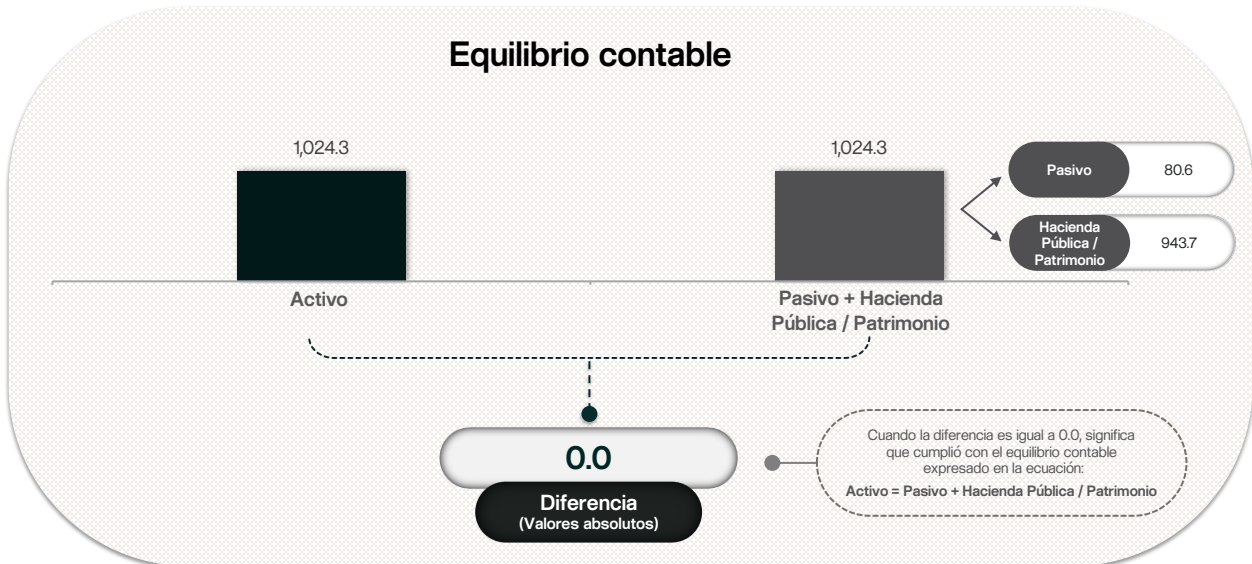 Equilibrio contable
1,024.3
1,024.3
Pasivo
80.6
Hacienda
Pública /
Patrimonio
943.7
Activo
Pasivo + Hacienda
Pública / Patrimonio
0.0
Diferencia
(Valores absolutos)
Cuando la diferencia es igual a 0.0, significa
que cumplió con el equilibrio contable
expresado en la ecuación:
Activo = Pasivo + Hacienda Pública / Patrimonio